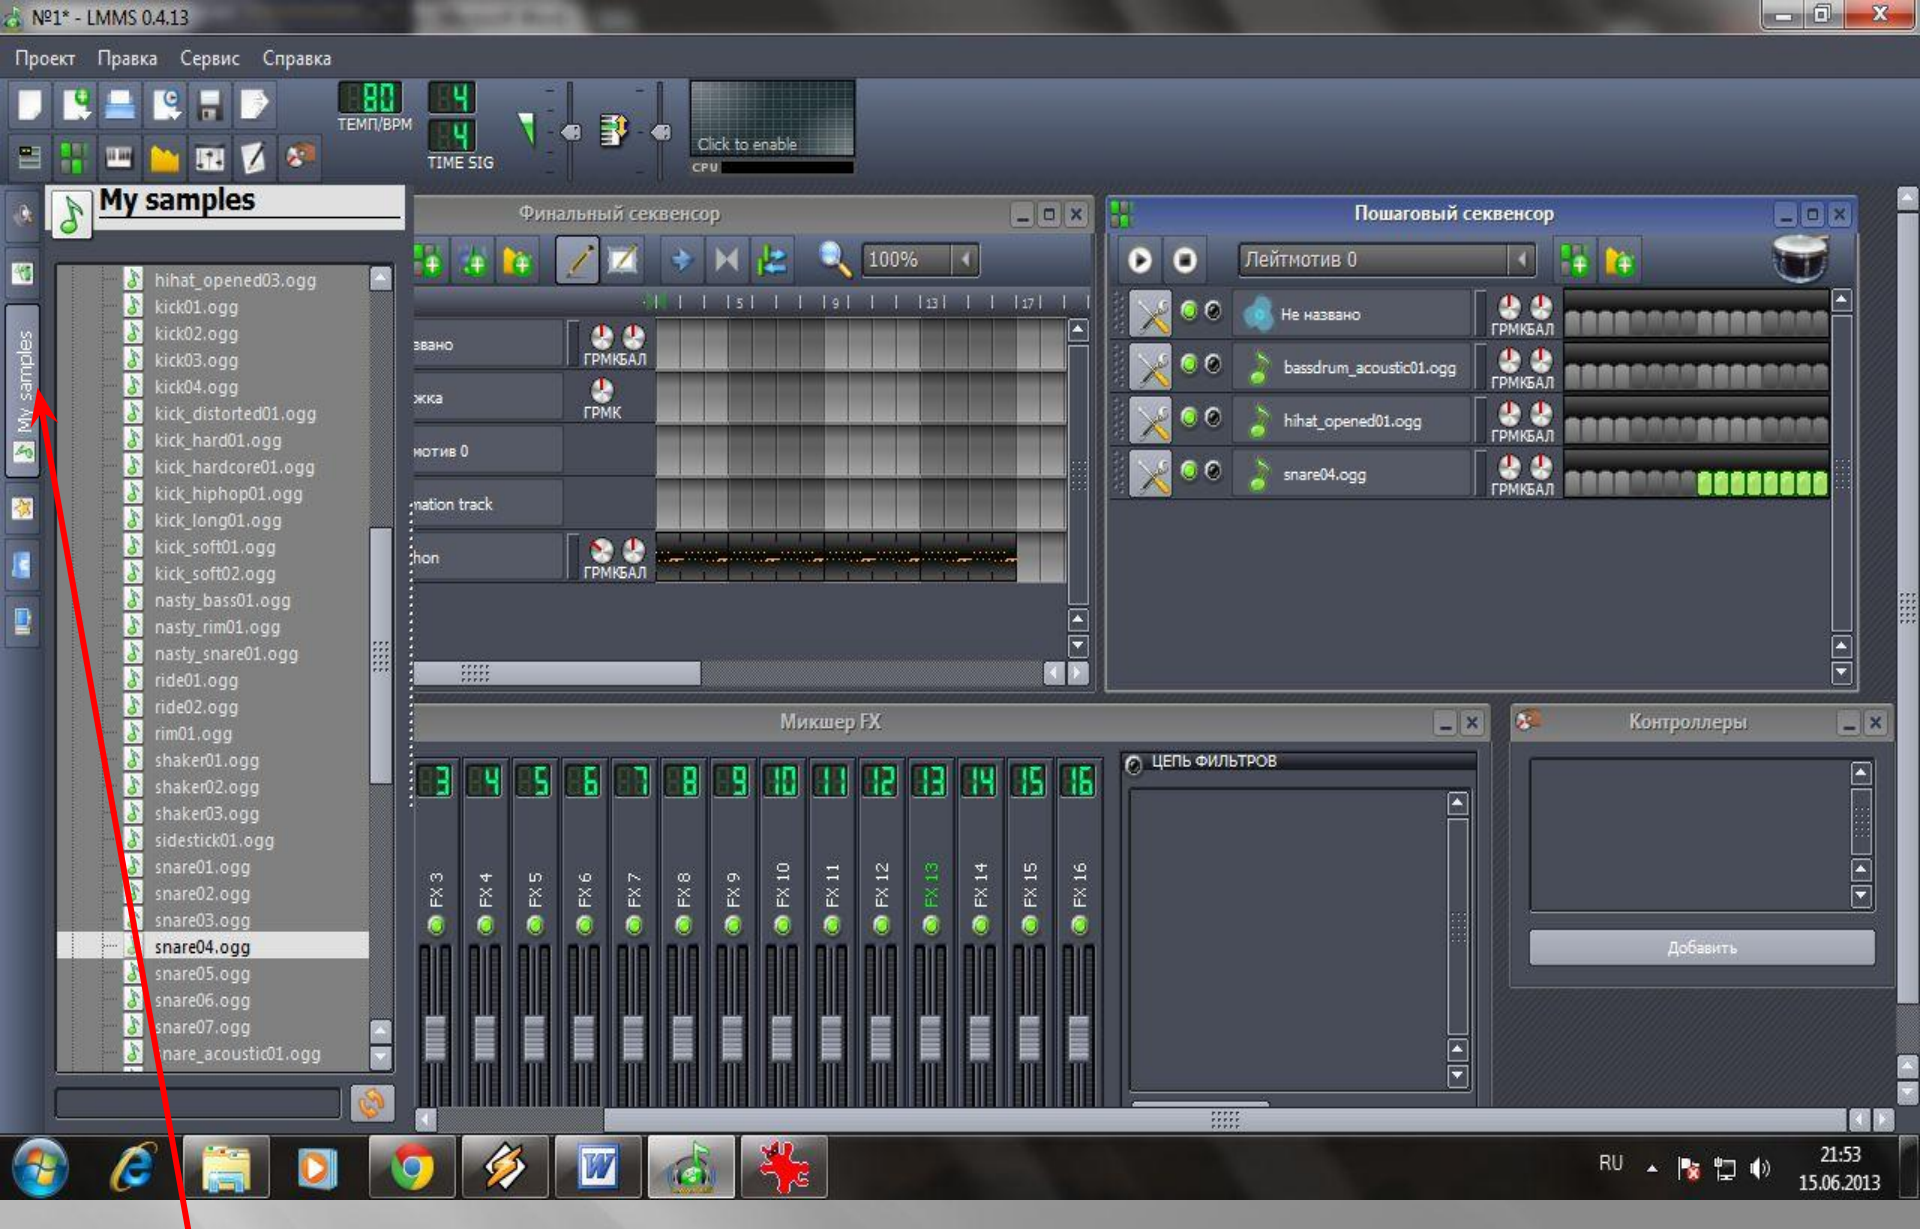 №1* - LMMS 0.4.13
Проект Правка Сервис Справка
80
ТЕМП/BPM
4
4
TIME SIG
Click to enable
CPU
My samples
My samples
hihat_opened03.ogg
kick01.ogg
kick02.ogg
kick03.ogg
kick04.ogg
kick_distorted01.ogg
kick_hard01.ogg
kick_hardcore01.ogg
kick_hiphop01.ogg
kick_long01.ogg
kick_soft01.ogg
kick_soft02.ogg
nasty_bass01.ogg
nasty_rim01.ogg
nasty_snare01.ogg
ride01.ogg
ride02.ogg
rim01.ogg
shaker01.ogg
shaker02.ogg
shaker03.ogg
sidestick01.ogg
snare01.ogg
snare02.ogg
snare03.ogg
snare04.ogg
snare05.ogg
snare06.ogg
snare07.ogg
snare_acoustic01.ogg
Финальный секвенсор
100%
5 9 13 17
звано
ГРМКБАЛ
жка
ГРМК
мотив 0
mation track
hon
ГРМКБАЛ
Пошаговый секвенсор
Лейтмотив 0
Не названо
ГРМКБАЛ
bassdrum_acoustic01.ogg
ГРМКБАЛ
hihat_opened01.ogg
ГРМКБАЛ
snare04.ogg
ГРМКБАЛ
Микшер FX
3 4 5 6 7 8 9 10 11 12 13 14 15 16
FX 3 FX 4 FX 5 FX 6 FX 7 FX 8 FX 9 FX 10 FX 11 FX 12 FX 13 FX 14 FX 15 FX 16
ЦЕПЬ ФИЛЬТРОВ
Контроллеры
Добавить
RU
21:53
15.06.2013